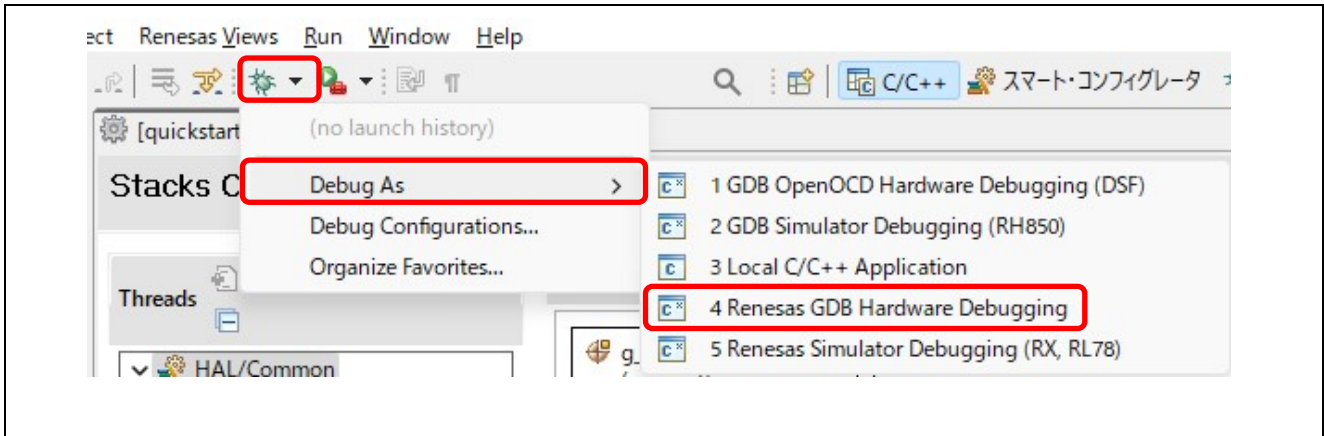 ect Renesas Views Run Window Help
C/C++ スマート・コンフィグレータ
[quickstart
(no launch history)
Stacks C
Debug As
1 GDB OpenOCD Hardware Debugging (DSF)
Debug Configurations...
2 GDB Simulator Debugging (RH850)
Organize Favorites...
3 Local C/C++ Application
Threads
4 Renesas GDB Hardware Debugging
g_
5 Renesas Simulator Debugging (RX, RL78)
HAL/Common